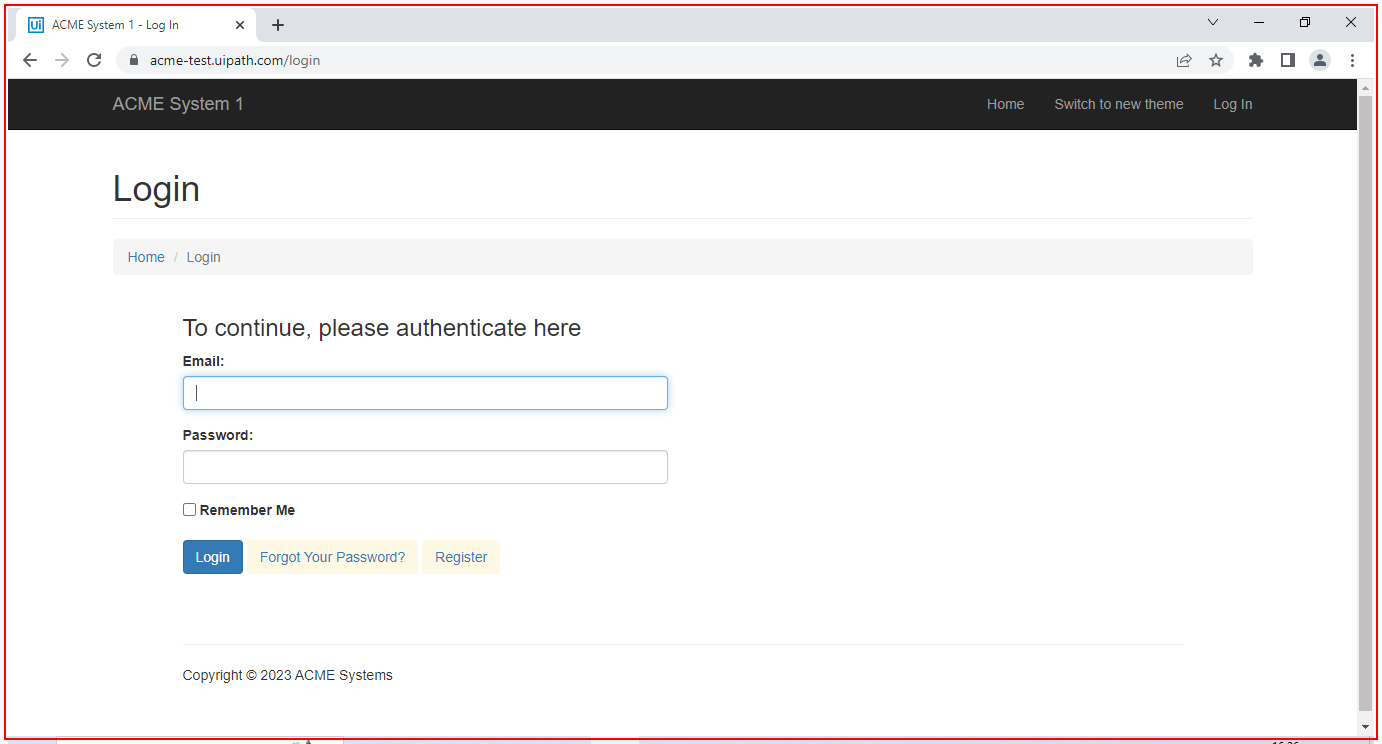 Ui ACME System 1 - Log In
acme-test.uipath.com/login
ACME System 1 Home Switch to new theme Log In
Login
Home / Login
To continue, please authenticate here
Email:
Password:
Remember Me
Login Forgot Your Password? Register
Copyright © 2023 ACME Systems